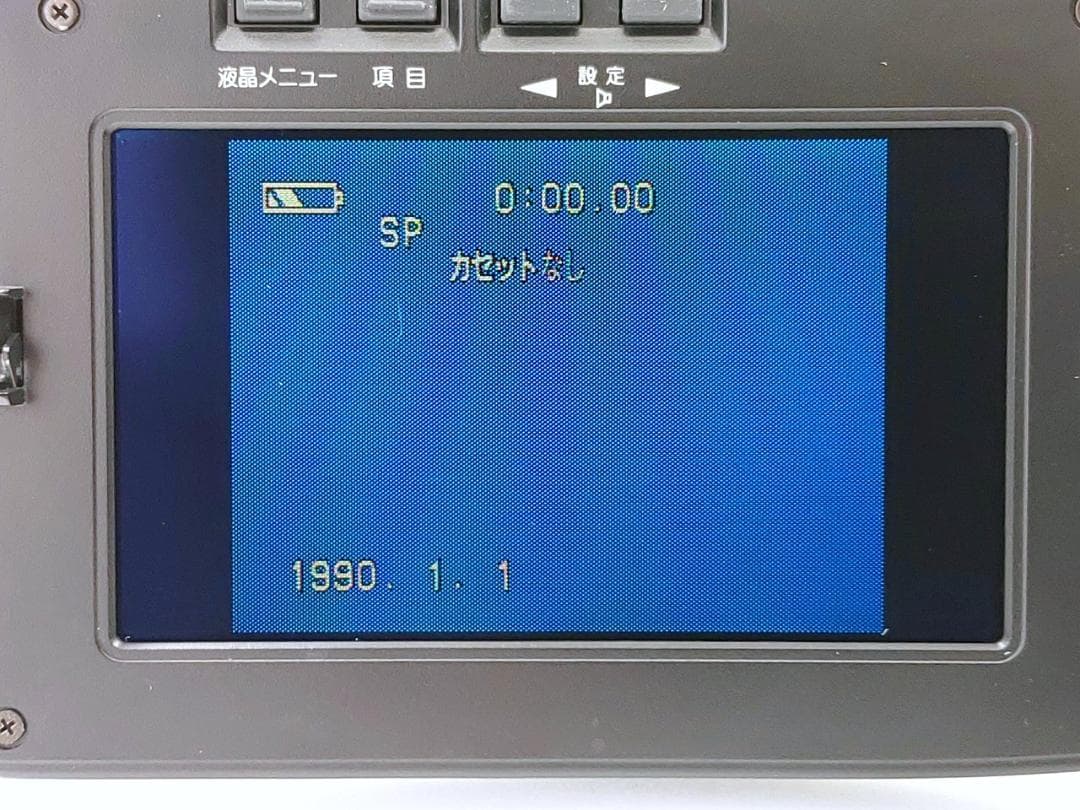 液晶メニュー 項目 ◀ 設定 ▶
0:00.00
SP
カセットなし
1990. 1. 1